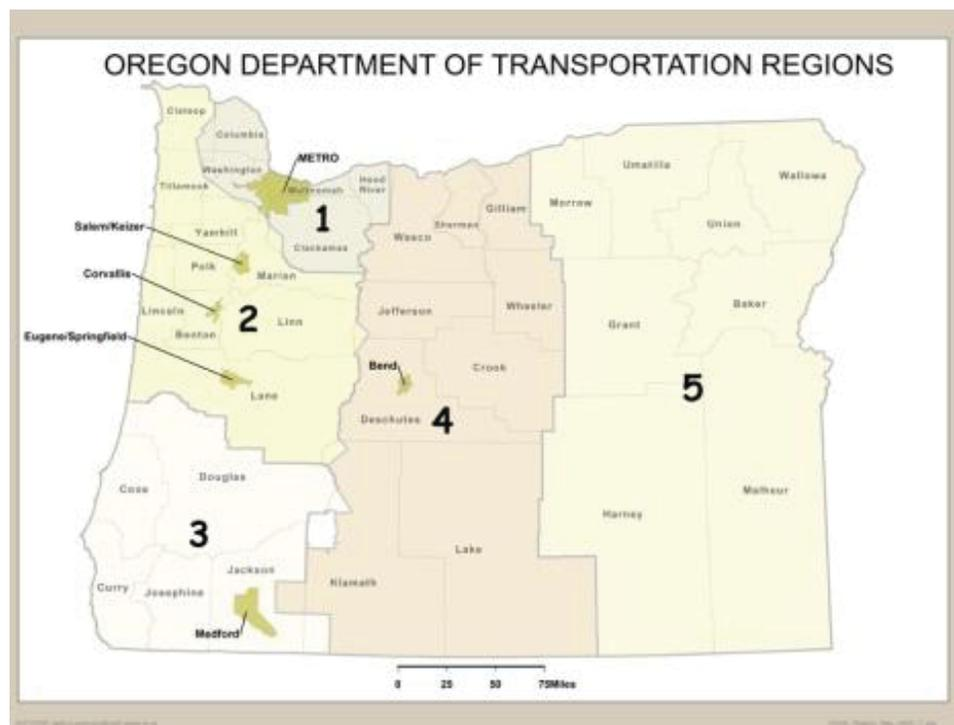 OREGON DEPARTMENT OF TRANSPORTATION REGIONS
Clatsop
Columbia
METRO
Washington
Tillamook
Multnomah
Hood
River
1
Clackamas
Salem/Keizer
Yamhill
Polk
Marion
Corvallis
Lincoln
2
Linn
Benton
Eugene/Springfield
Lane
Gilliam
Sherman
Wasco
Jefferson
Wheeler
Bend
Crook
Deschutes
4
Umatilla
Wallowa
Morrow
Union
Grant
Baker
5
Harney
Malheur
Douglas
Coos
3
Jackson
Curry
Josephine
Medford
Klamath
Lake
0 25 50 75Miles